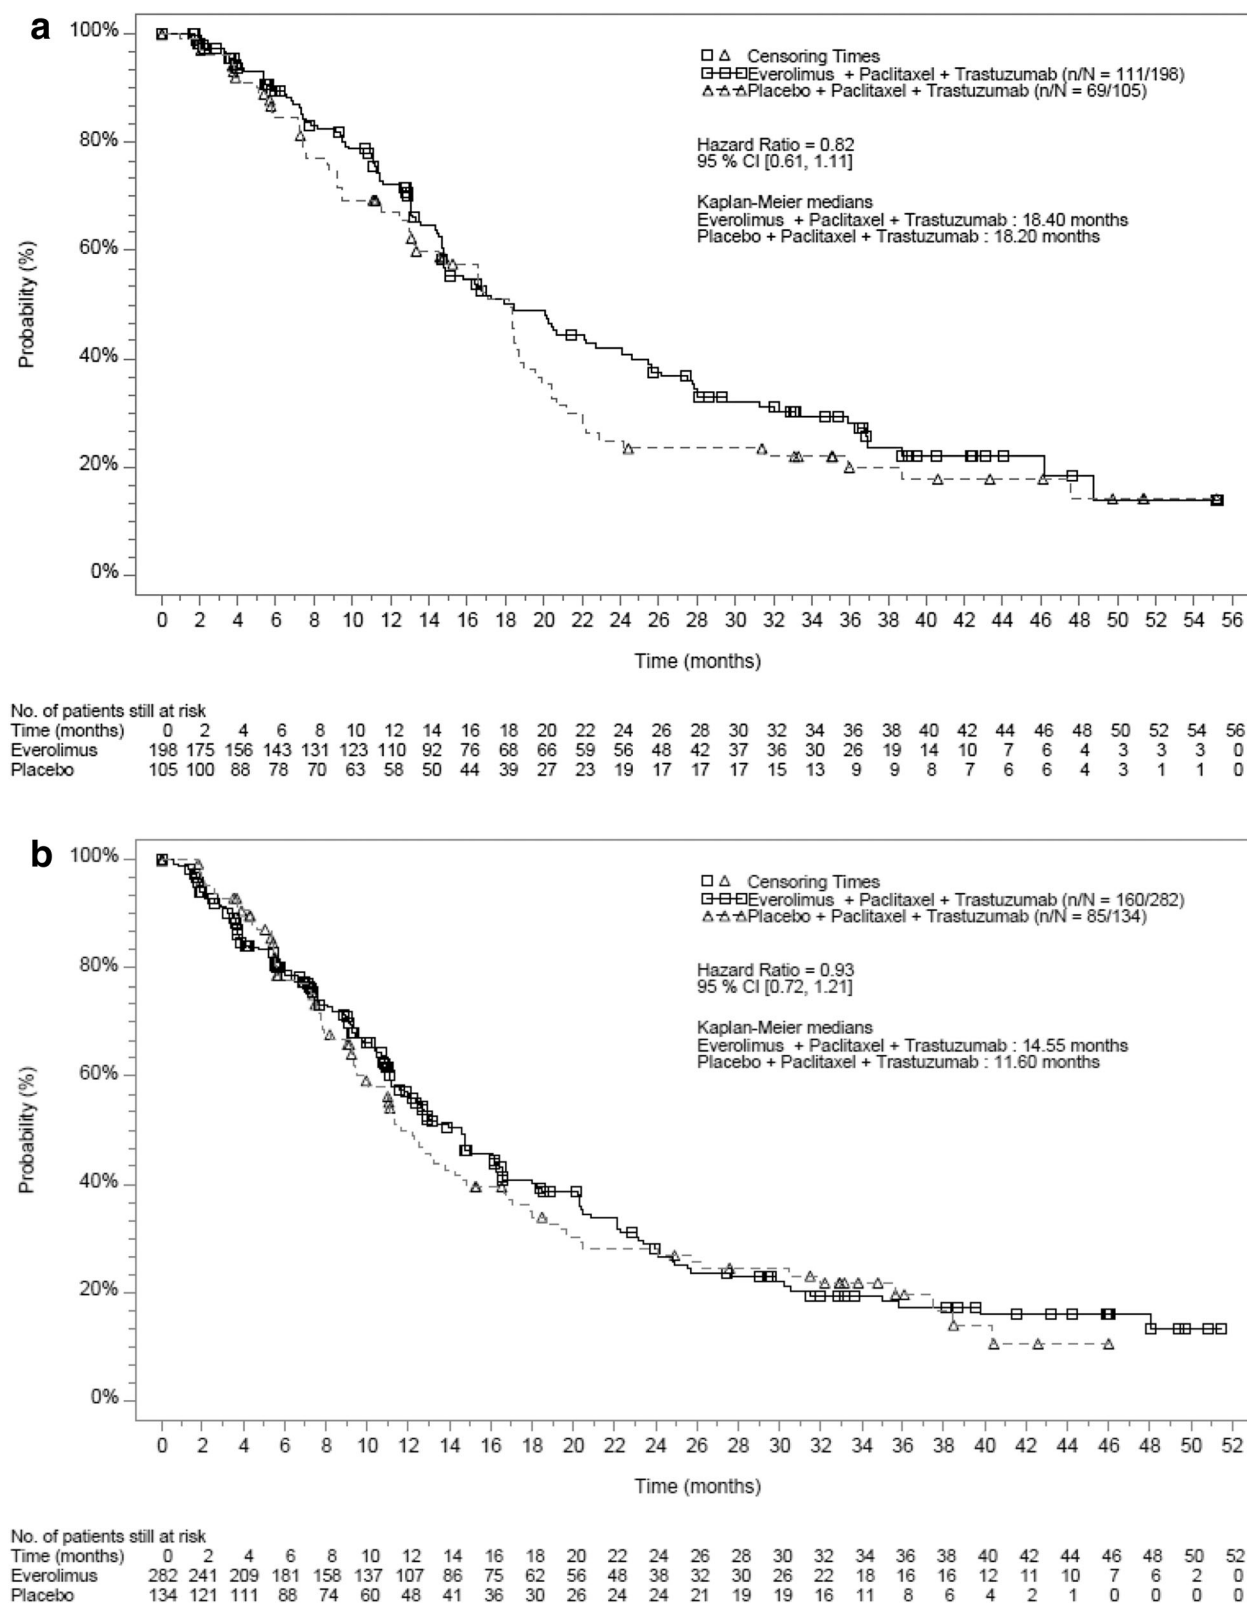 a
100%
80%
60%
40%
20%
0%
Probability (%)
Censoring Times
Everolimus + Paclitaxel + Trastuzumab (n/N = 111/198)
Placebo + Paclitaxel + Trastuzumab (n/N = 69/105)
Hazard Ratio = 0.82
95 % CI [0.61, 1.11]
Kaplan-Meier medians
Everolimus + Paclitaxel + Trastuzumab : 18.40 months
Placebo + Paclitaxel + Trastuzumab : 18.20 months
0 2 4 6 8 10 12 14 16 18 20 22 24 26 28 30 32 34 36 38 40 42 44 46 48 50 52 54 56
Time (months)
No. of patients still at risk
Time (months) 0 2 4 6 8 10 12 14 16 18 20 22 24 26 28 30 32 34 36 38 40 42 44 46 48 50 52 54 56
Everolimus 198 175 156 143 131 123 110 92 76 68 66 59 56 48 42 37 36 30 26 19 14 10 7 6 4 3 3 3 0
Placebo 105 100 88 78 70 63 58 50 44 39 27 23 19 17 17 17 15 13 9 9 8 7 6 6 4 3 1 1 0
b
100%
80%
60%
40%
20%
0%
Probability (%)
Censoring Times
Everolimus + Paclitaxel + Trastuzumab (n/N = 160/282)
Placebo + Paclitaxel + Trastuzumab (n/N = 85/134)
Hazard Ratio = 0.93
95 % CI [0.72, 1.21]
Kaplan-Meier medians
Everolimus + Paclitaxel + Trastuzumab : 14.55 months
Placebo + Paclitaxel + Trastuzumab : 11.60 months
0 2 4 6 8 10 12 14 16 18 20 22 24 26 28 30 32 34 36 38 40 42 44 46 48 50 52
Time (months)
No. of patients still at risk
Time (months) 0 2 4 6 8 10 12 14 16 18 20 22 24 26 28 30 32 34 36 38 40 42 44 46 48 50 52
Everolimus 282 241 209 181 158 137 107 86 75 62 56 48 38 32 30 26 22 18 16 16 12 11 10 7 6 2 0
Placebo 134 121 111 88 74 60 48 41 36 30 26 24 24 21 19 19 16 11 8 6 4 2 1 0 0 0 0